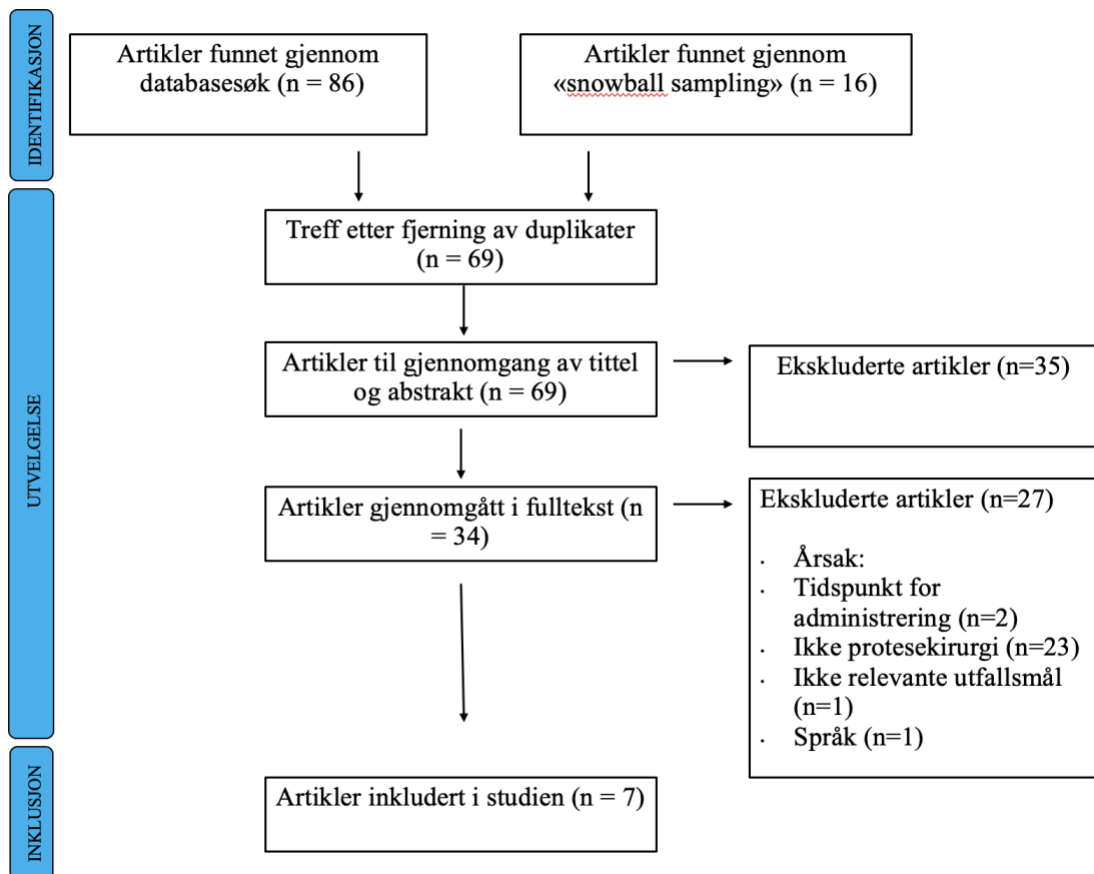 IDENTIFIKASJON
Artikler funnet gjennom
databasesøk (n = 86)
Artikler funnet gjennom
«snowball sampling» (n = 16)
UTVELGELSE
Treff etter fjerning av duplikater
(n = 69)
Artikler til gjennomgang av tittel
og abstrakt (n = 69)
Ekskluderte artikler (n=35)
Artikler gjennomgått i fulltekst (n
= 34)
Ekskluderte artikler (n=27)
· Årsak:
· Tidspunkt for
administrering (n=2)
· Ikke protesekirurgi (n=23)
· Ikke relevante utfallsmål
(n=1)
· Språk (n=1)
INKLUSJON
Artikler inkludert i studien (n = 7)